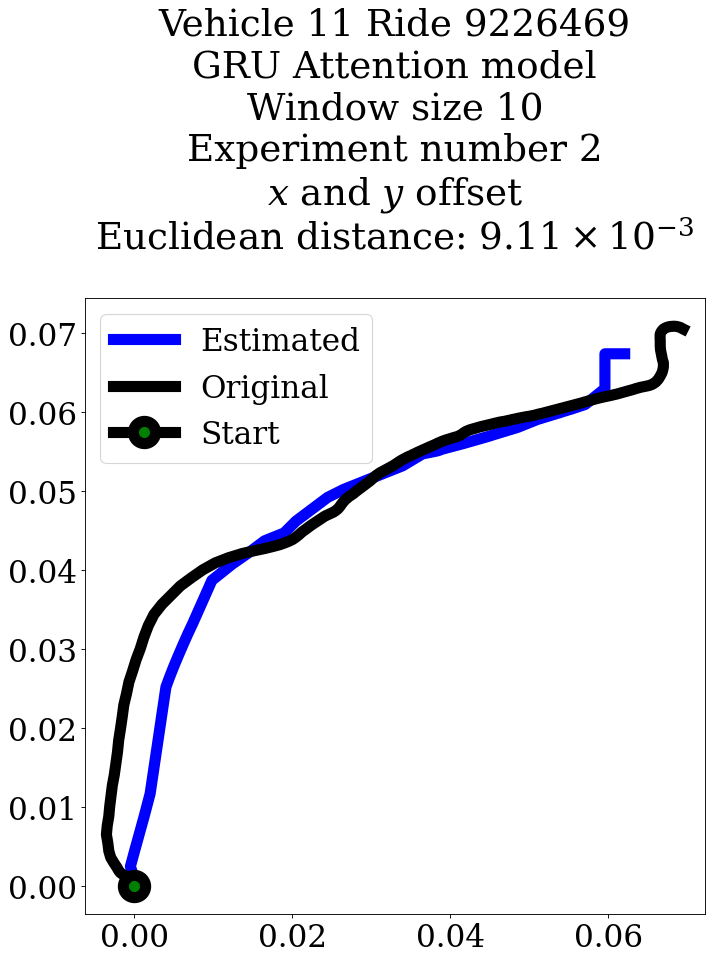 Vehicle 11 Ride 9226469
GRU Attention model
Window size 10
Experiment number 2
x and y offset
Euclidean distance: 9.11 × 10⁻³
Estimated
Original
Start
0.07
0.06
0.05
0.04
0.03
0.02
0.01
0.00
0.00 0.02 0.04 0.06